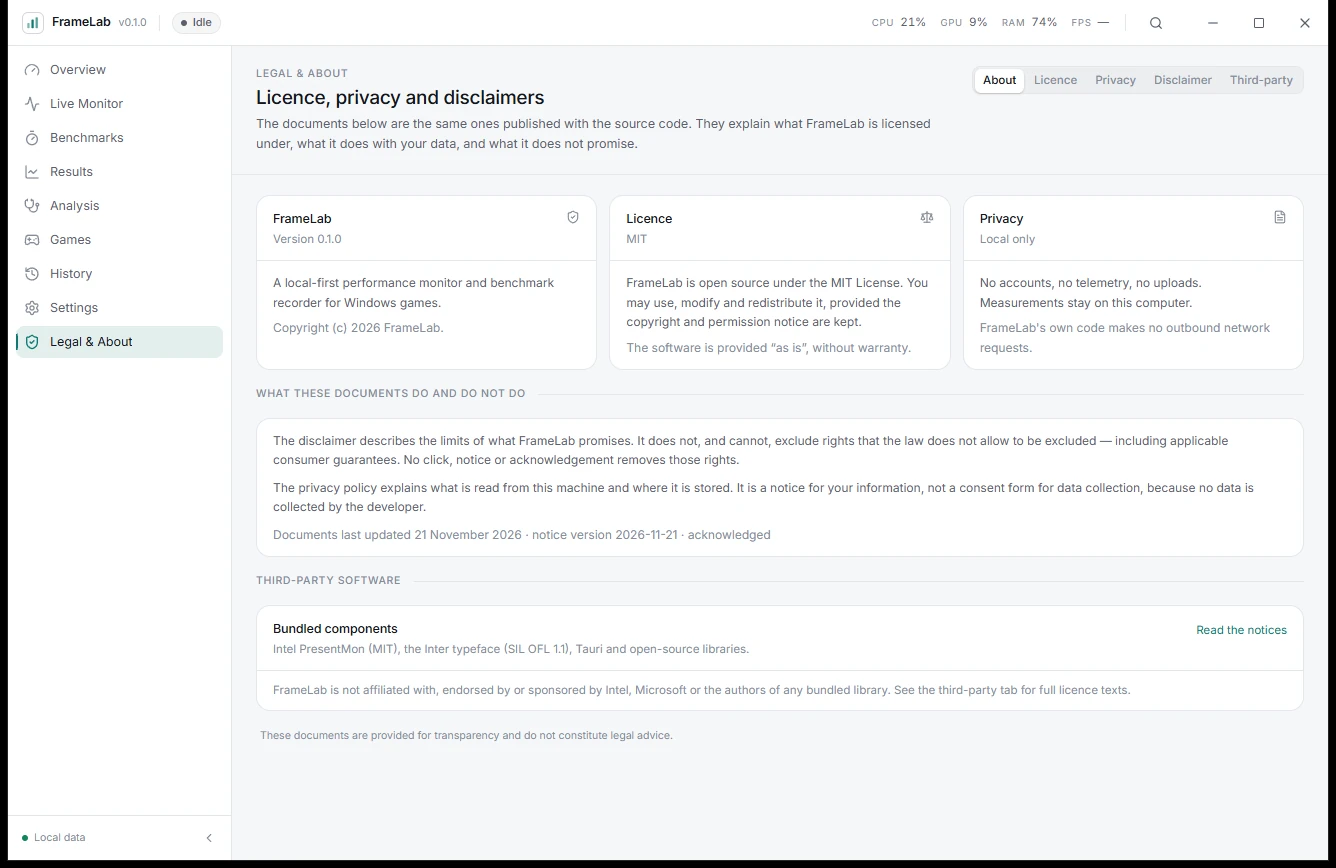 FrameLab v0.1.0 Idle CPU 21% GPU 9% RAM 74% FPS —
Overview
Live Monitor
Benchmarks
Results
Analysis
Games
History
Settings
Legal & About
Local data
LEGAL & ABOUT
Licence, privacy and disclaimers
The documents below are the same ones published with the source code. They explain what FrameLab is licensed
under, what it does with your data, and what it does not promise.
About Licence Privacy Disclaimer Third-party
FrameLab
Version 0.1.0
A local-first performance monitor and benchmark
recorder for Windows games.
Copyright (c) 2026 FrameLab.
Licence
MIT
FrameLab is open source under the MIT License. You
may use, modify and redistribute it, provided the
copyright and permission notice are kept.
The software is provided “as is”, without warranty.
Privacy
Local only
No accounts, no telemetry, no uploads.
Measurements stay on this computer.
FrameLab's own code makes no outbound network
requests.
WHAT THESE DOCUMENTS DO AND DO NOT DO
The disclaimer describes the limits of what FrameLab promises. It does not, and cannot, exclude rights that the law does not allow to be excluded — including applicable
consumer guarantees. No click, notice or acknowledgement removes those rights.
The privacy policy explains what is read from this machine and where it is stored. It is a notice for your information, not a consent form for data collection, because no data is
collected by the developer.
Documents last updated 21 November 2026 · notice version 2026-11-21 · acknowledged
THIRD-PARTY SOFTWARE
Bundled components
Intel PresentMon (MIT), the Inter typeface (SIL OFL 1.1), Tauri and open-source libraries.
Read the notices
FrameLab is not affiliated with, endorsed by or sponsored by Intel, Microsoft or the authors of any bundled library. See the third-party tab for full licence texts.
These documents are provided for transparency and do not constitute legal advice.